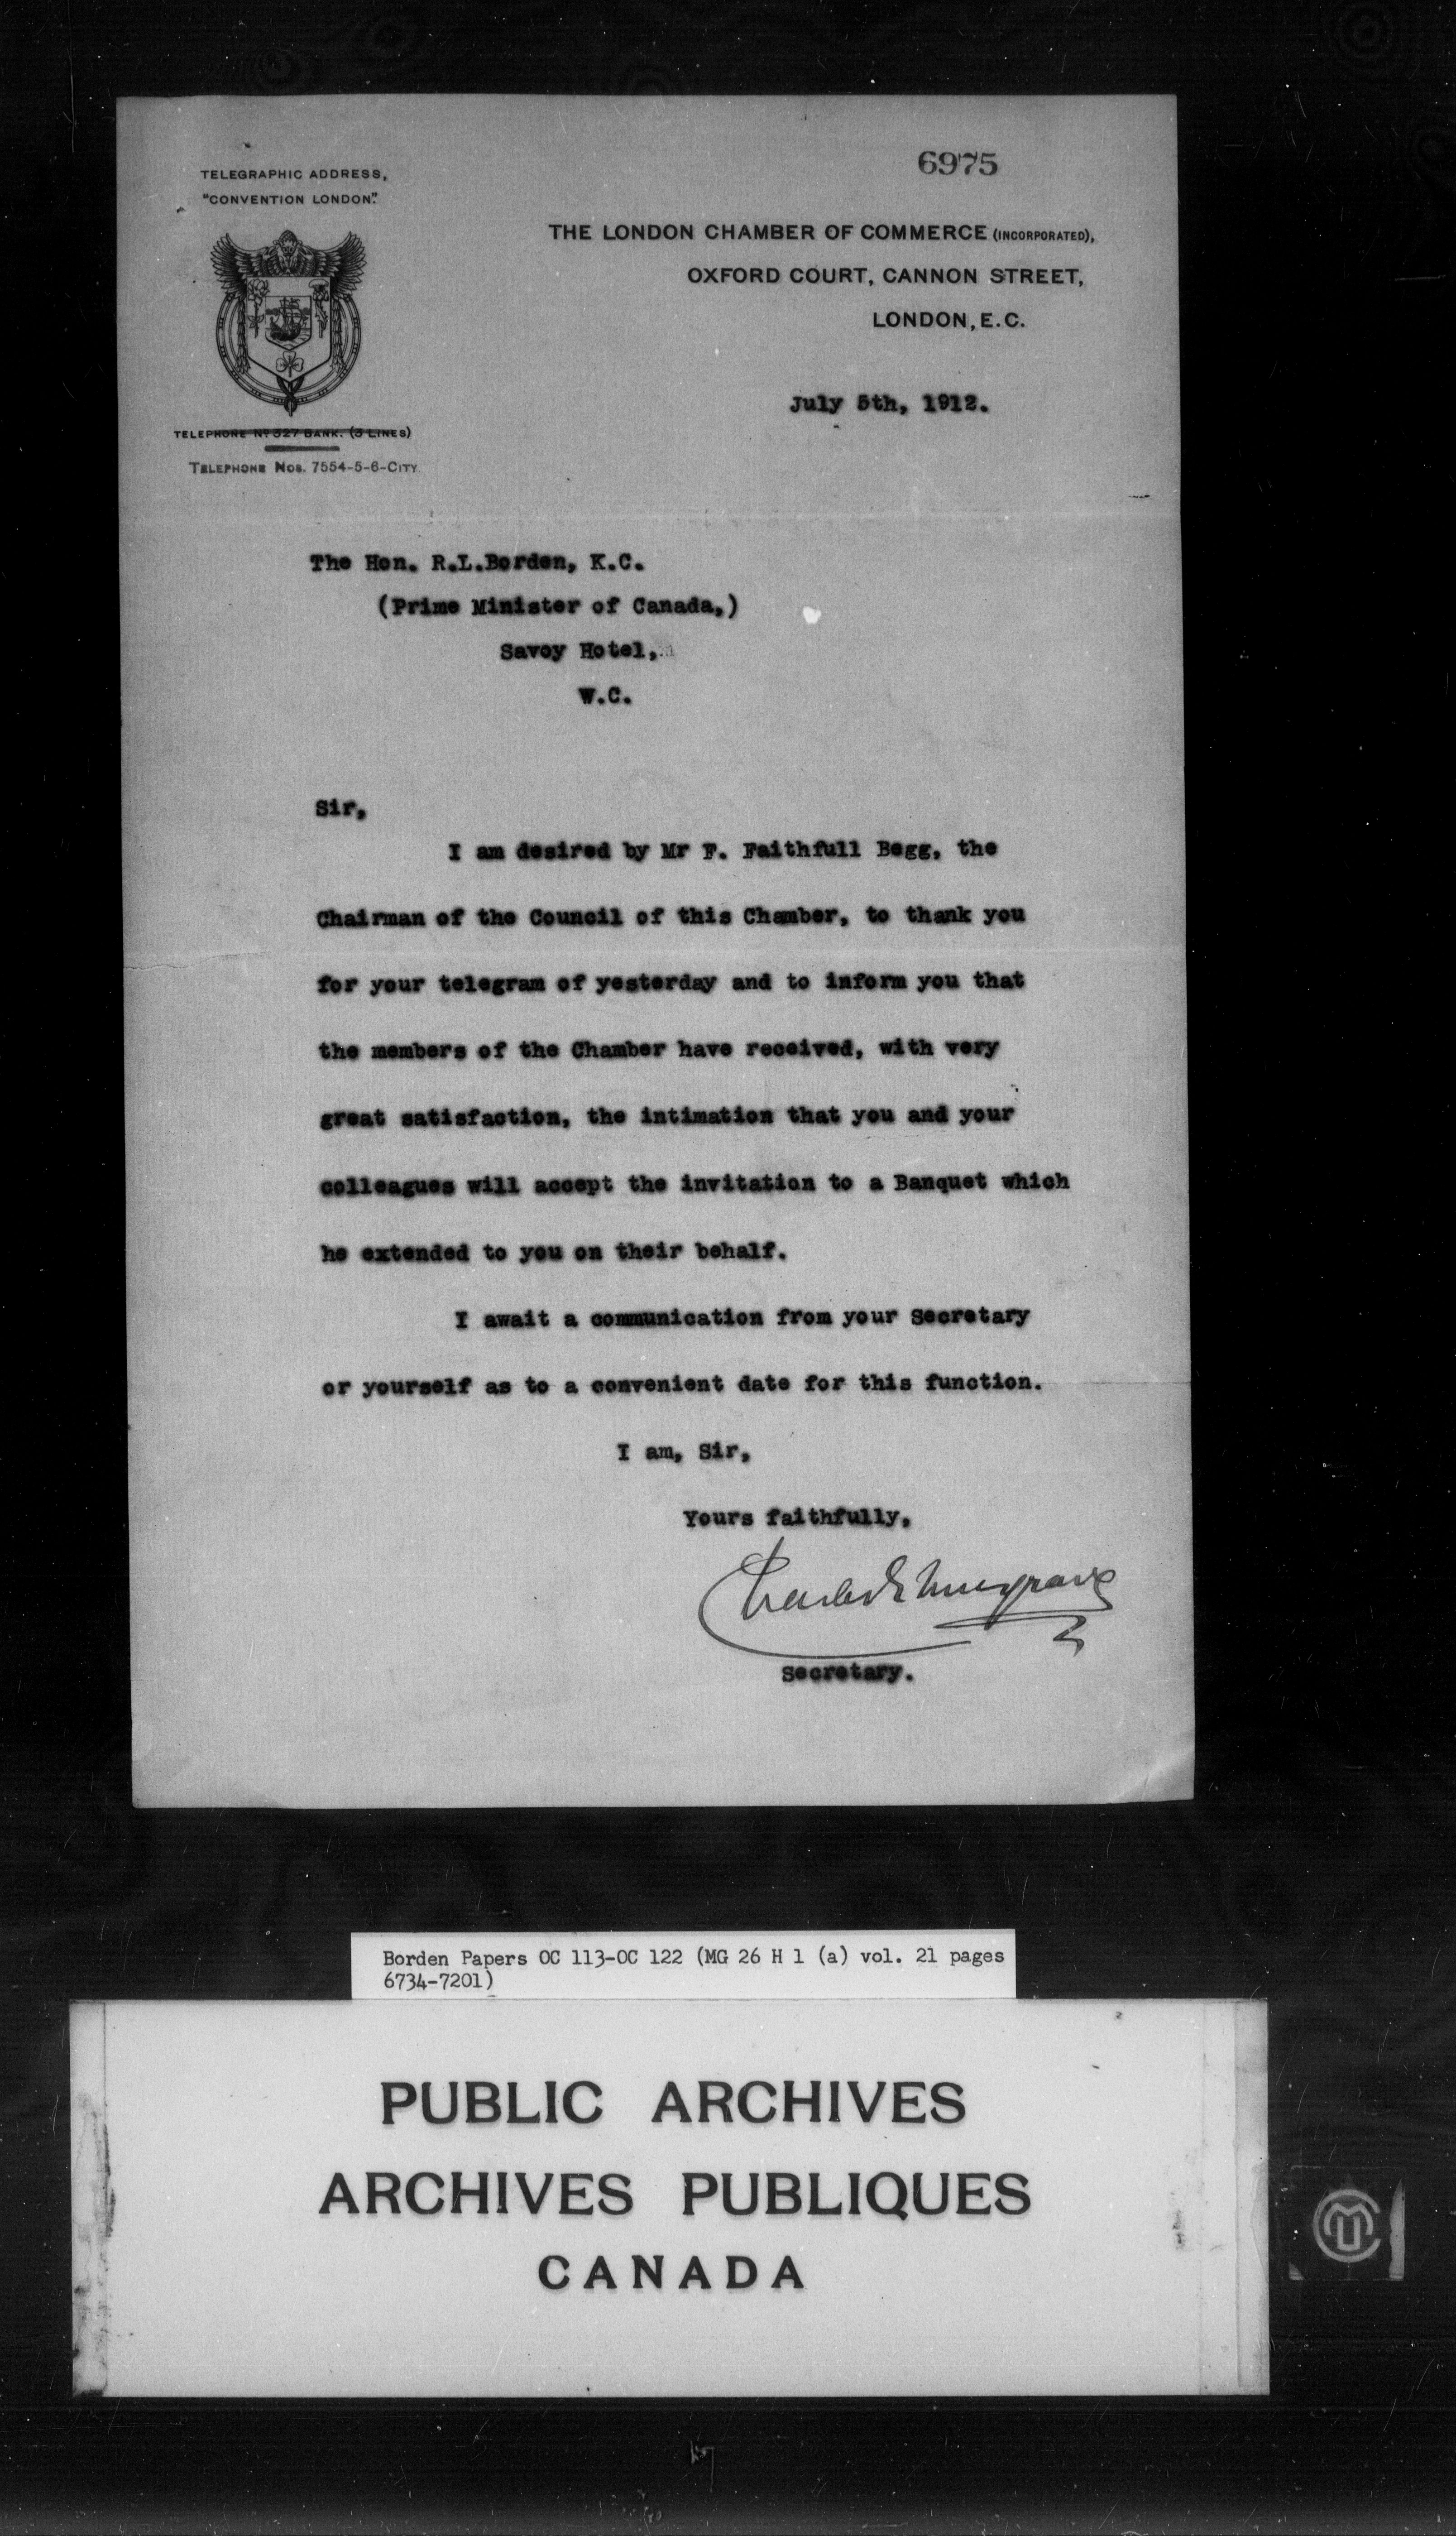 6975
TELEGRAPHIC ADDRESS,
"CONVENTION LONDON."
THE LONDON CHAMBER OF COMMERCE (INCORPORATED),
OXFORD COURT, CANNON STREET,
LONDON, E.C.
July 5th, 1912.
TELEPHONE No. 327 BANK. (3 LINES)
TELEPHONE NOS. 7554-5-6-CITY.
The Hon. R.L.Borden, K.C.
(Prime Minister of Canada,)
Savoy Hotel,
W.C.
Sir,
I am desired by Mr F. Faithfull Begg, the
Chairman of the Council of this Chamber, to thank you
for your telegram of yesterday and to inform you that
the members of the Chamber have received, with very
great satisfaction, the intimation that you and your
colleagues will accept the invitation to a Banquet which
he extended to you on their behalf.
I await a communication from your Secretary
or yourself as to a convenient date for this function.
I am, Sir,
Yours faithfully,
Charles E Musgrave
Secretary.
Borden Papers OC 113-OC 122 (MG 26 H 1 (a) vol. 21 pages
6734-7201)
PUBLIC ARCHIVES
ARCHIVES PUBLIQUES
CANADA